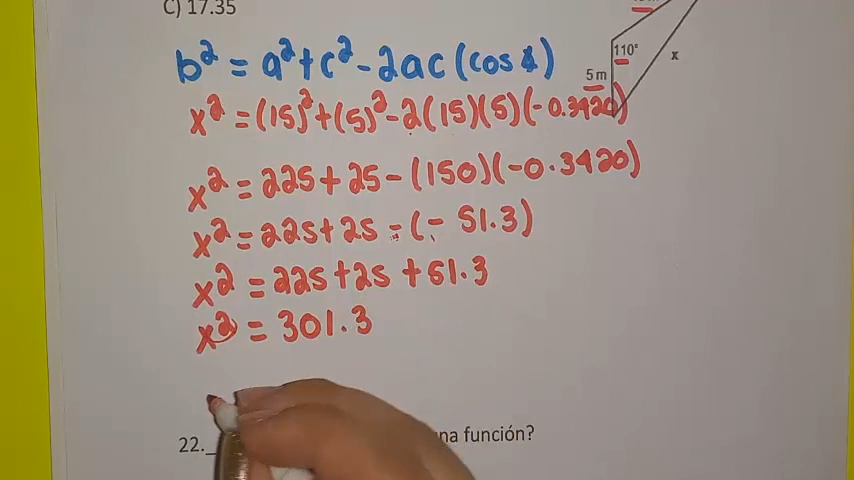 C) 17.35
110°
x
5 m
b² = a² + c² - 2ac (cos ∡)
x² = (15)² + (5)² - 2(15)(5)(-0.3420)
x² = 225 + 25 - (150)(-0.3420)
x² = 225 + 25 - (- 51.3)
x² = 225 + 25 + 51.3
x² = 301.3
22._ na función?